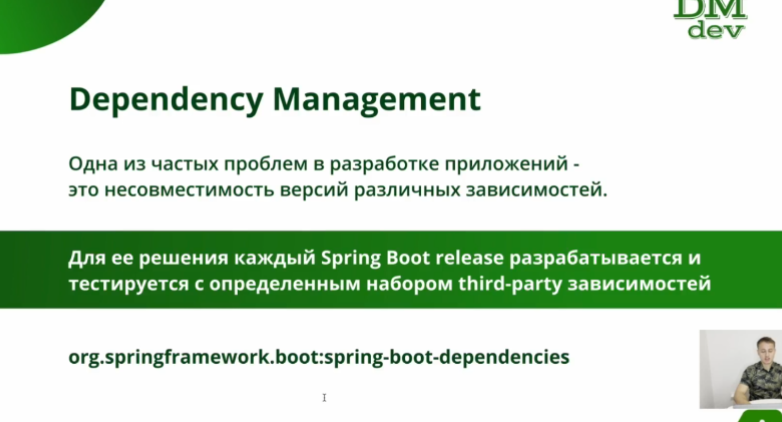 DM
dev
Dependency Management
Одна из частых проблем в разработке приложений -
это несовместимость версий различных зависимостей.
Для ее решения каждый Spring Boot release разрабатывается и
тестируется с определенным набором third-party зависимостей
org.springframework.boot:spring-boot-dependencies